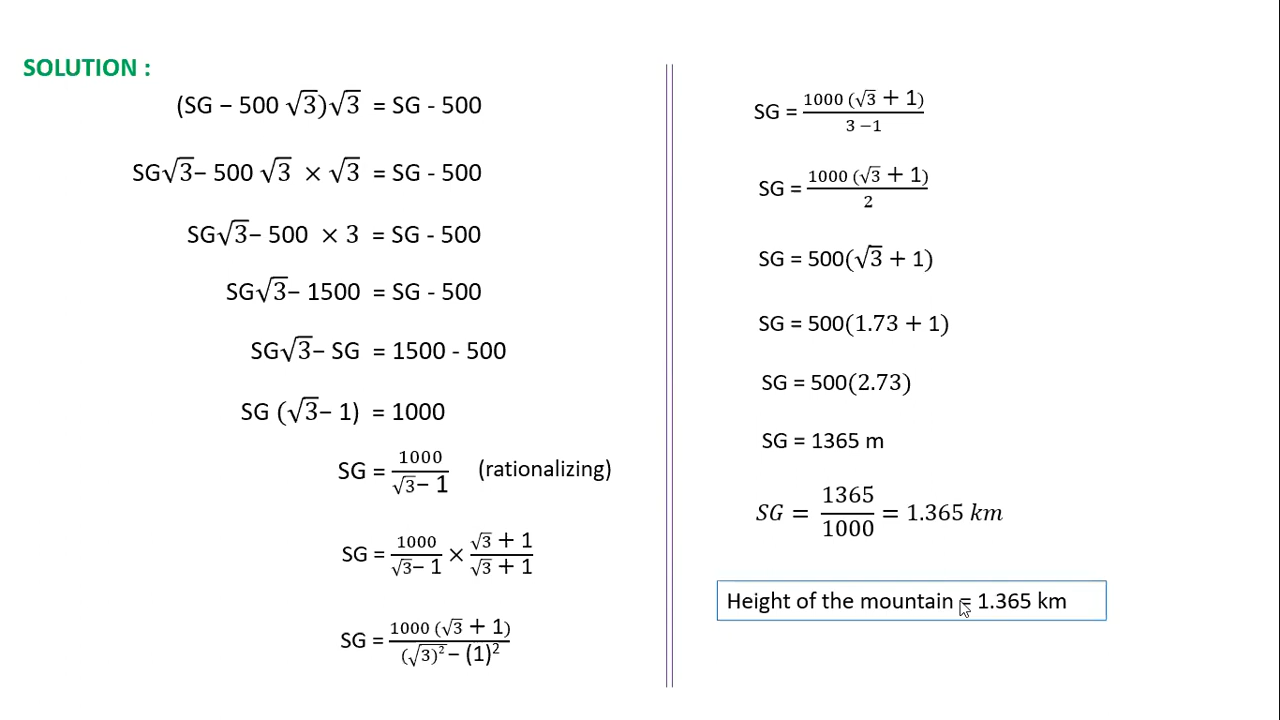 SOLUTION :
(SG – 500 √3)√3 = SG - 500
SG√3– 500 √3 × √3 = SG - 500
SG√3– 500 × 3 = SG - 500
SG√3– 1500 = SG - 500
SG√3– SG = 1500 - 500
SG (√3– 1) = 1000
SG = 1000/(√3– 1) (rationalizing)
SG = 1000/(√3– 1) × (√3 + 1)/(√3 + 1)
SG = 1000 (√3 + 1)/((√3)² – (1)²)
SG = 1000 (√3 + 1)/(3 –1)
SG = 1000 (√3 + 1)/2
SG = 500(√3 + 1)
SG = 500(1.73 + 1)
SG = 500(2.73)
SG = 1365 m
SG = 1365/1000 = 1.365 km
Height of the mountain = 1.365 km